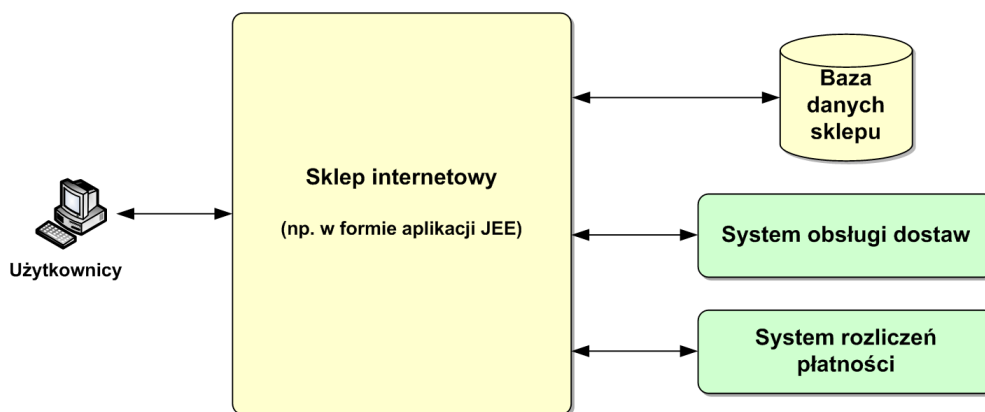 Użytkownicy
Sklep internetowy
(np. w formie aplikacji JEE)
Baza
danych
sklepu
System obsługi dostaw
System rozliczeń
płatności